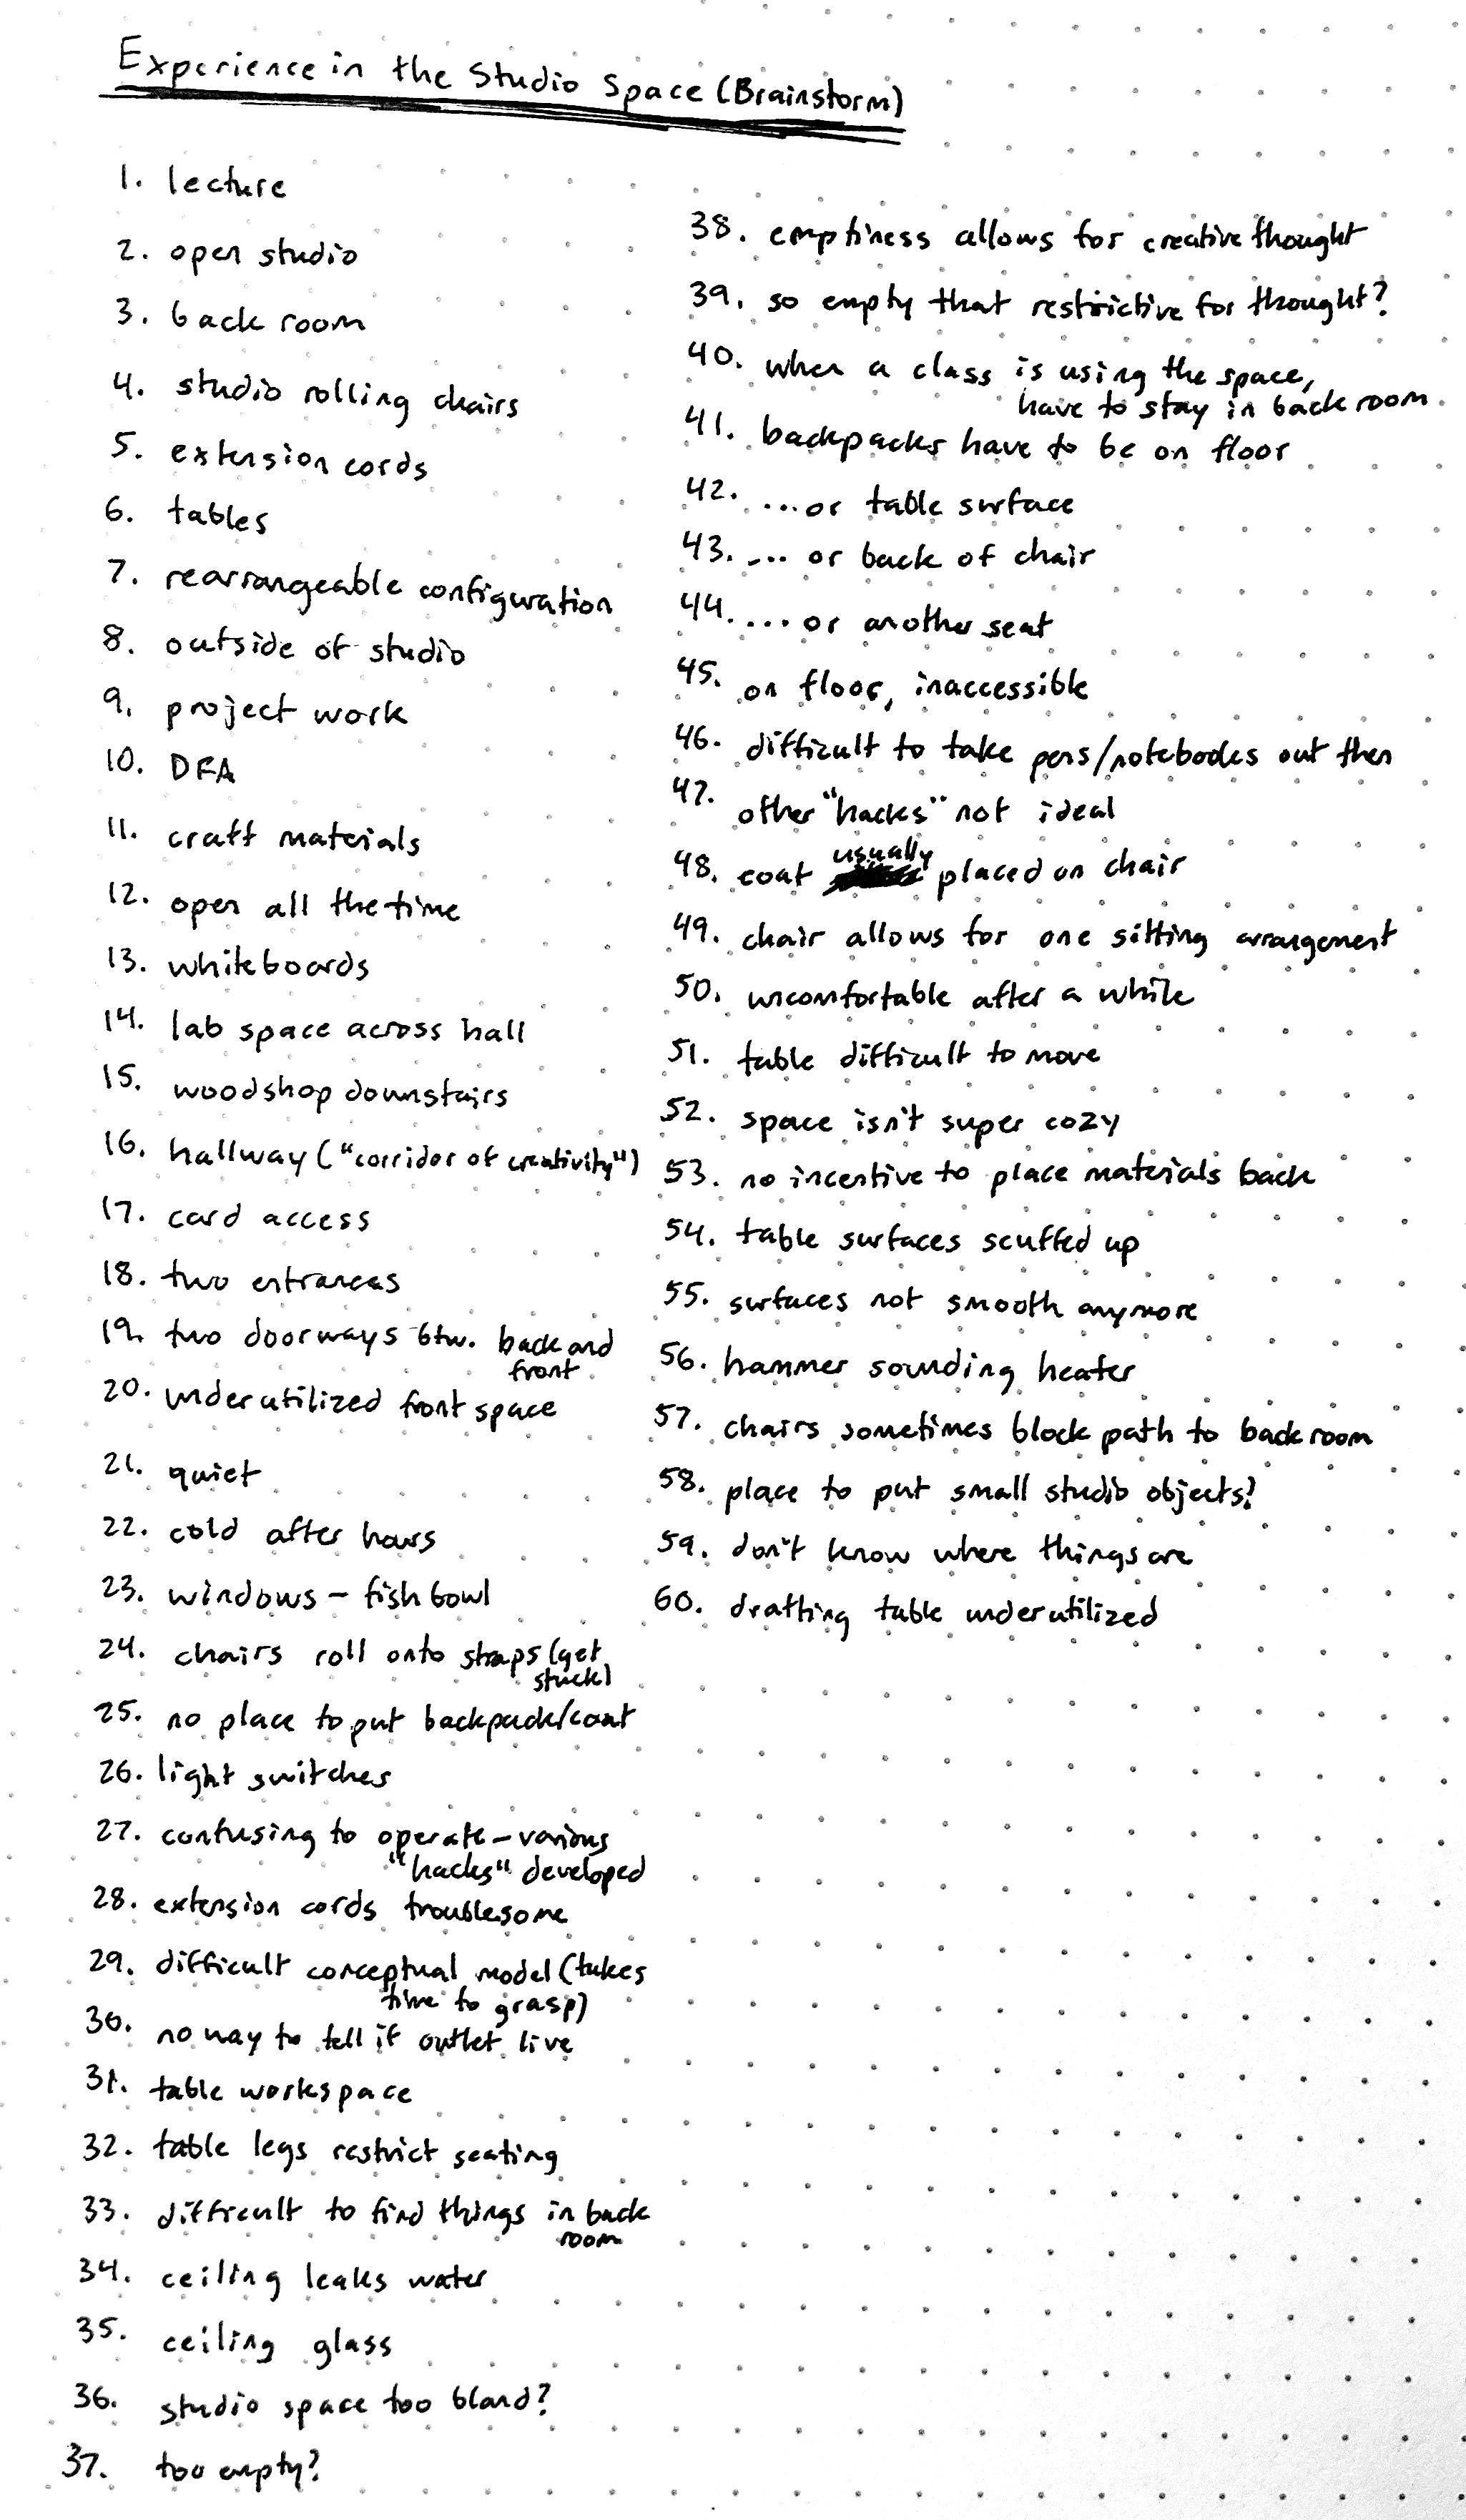 Experience in the Studio Space (Brainstorm)
1. lecture
2. open studio
3. back room
4. studio rolling chairs
5. extension cords
6. tables
7. rearrangeable configuration
8. outside of studio
9. project work
10. DFA
11. craft materials
12. open all the time
13. whiteboards
14. lab space across hall
15. woodshop downstairs
16. hallway ("corridor of creativity")
17. card access
18. two entrances
19. two doorways btw. back and
front
20. underutilized front space
21. quiet
22. cold after hours
23. windows - fish bowl
24. chairs roll onto straps (get
stuck)
25. no place to put backpack/coat
26. light switches
27. confusing to operate - various
"hacks" developed
28. extension cords troublesome
29. difficult conceptual model (takes
time to grasp)
30. no way to tell if outlet live
31. table workspace
32. table legs restrict seating
33. difficult to find things in back
room
34. ceiling leaks water
35. ceiling glass
36. studio space too bland?
37. too empty?
38. emptiness allows for creative thought
39. so empty that restrictive for thought?
40. when a class is using the space,
have to stay in back room.
41. backpacks have to be on floor
42. ...or table surface
43. ... or back of chair
44. ... or another seat
45. on floor, inaccessible
46. difficult to take pens/notebooks out then
47. other "hacks" not ideal
48. coat usually placed on chair
49. chair allows for one sitting arrangement
50. uncomfortable after a while
51. table difficult to move
52. space isn't super cozy
53. no incentive to place materials back
54. table surfaces scuffed up
55. surfaces not smooth anymore
56. hammer sounding heater
57. chairs sometimes block path to back room
58. place to put small studio objects?
59. don't know where things are
60. drafting table underutilized